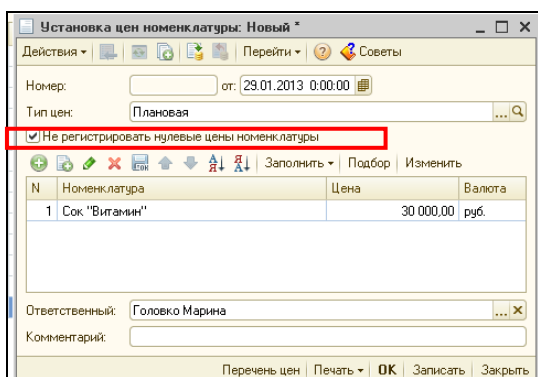 Установка цен номенклатуры: Новый *
Действия Перейти Советы
Номер: от: 29.01.2013 0:00:00
Тип цен: Плановая ...
Не регистрировать нулевые цены номенклатуры
Заполнить Подбор Изменить
N Номенклатура Цена Валюта
1 Сок "Витамин" 30 000,00 руб.
Ответственный: Головко Марина ...
Комментарий:
Перечень цен Печать OK Записать Закрыть